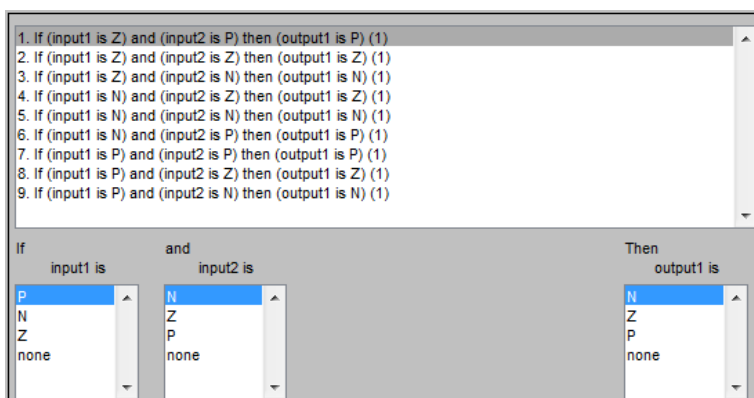 1. If (input1 is Z) and (input2 is P) then (output1 is P) (1)
2. If (input1 is Z) and (input2 is Z) then (output1 is Z) (1)
3. If (input1 is Z) and (input2 is N) then (output1 is N) (1)
4. If (input1 is N) and (input2 is Z) then (output1 is Z) (1)
5. If (input1 is N) and (input2 is N) then (output1 is N) (1)
6. If (input1 is N) and (input2 is P) then (output1 is P) (1)
7. If (input1 is P) and (input2 is P) then (output1 is P) (1)
8. If (input1 is P) and (input2 is Z) then (output1 is Z) (1)
9. If (input1 is P) and (input2 is N) then (output1 is N) (1)
If and Then
input1 is input2 is output1 is
P N N
N Z Z
Z P P
none none none